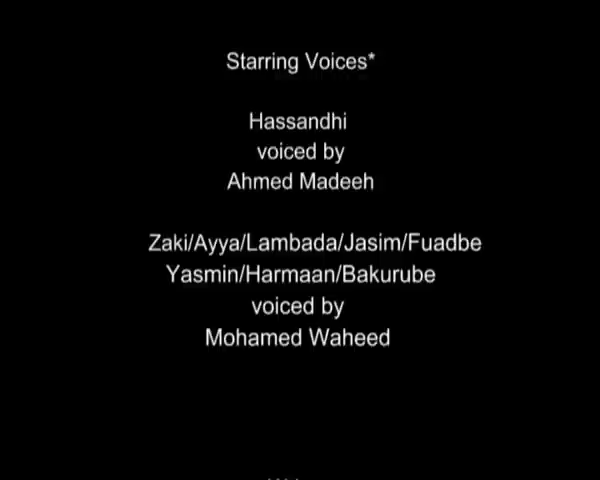 Starring Voices*
Hassandhi
voiced by
Ahmed Madeeh
Zaki/Ayya/Lambada/Jasim/Fuadbe
Yasmin/Harmaan/Bakurube
voiced by
Mohamed Waheed